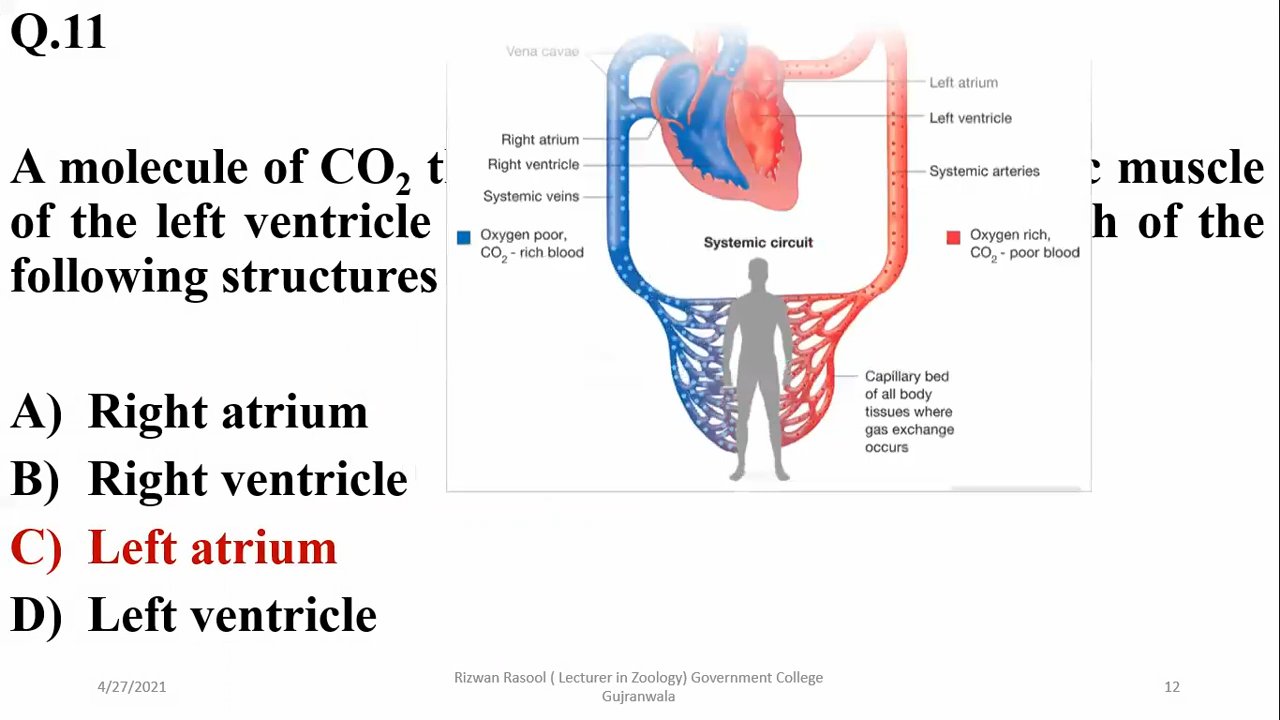 Q.11
A molecule of CO₂ t c muscle
of the left ventricle h of the
following structures
A) Right atrium
B) Right ventricle
C) Left atrium
D) Left ventricle
Vena cavae
Right atrium
Right ventricle
Systemic veins
Oxygen poor,
CO₂ - rich blood
Systemic circuit
Left atrium
Left ventricle
Systemic arteries
Oxygen rich,
CO₂ - poor blood
Capillary bed
of all body
tissues where
gas exchange
occurs
4/27/2021
Rizwan Rasool ( Lecturer in Zoology) Government College
Gujranwala
12